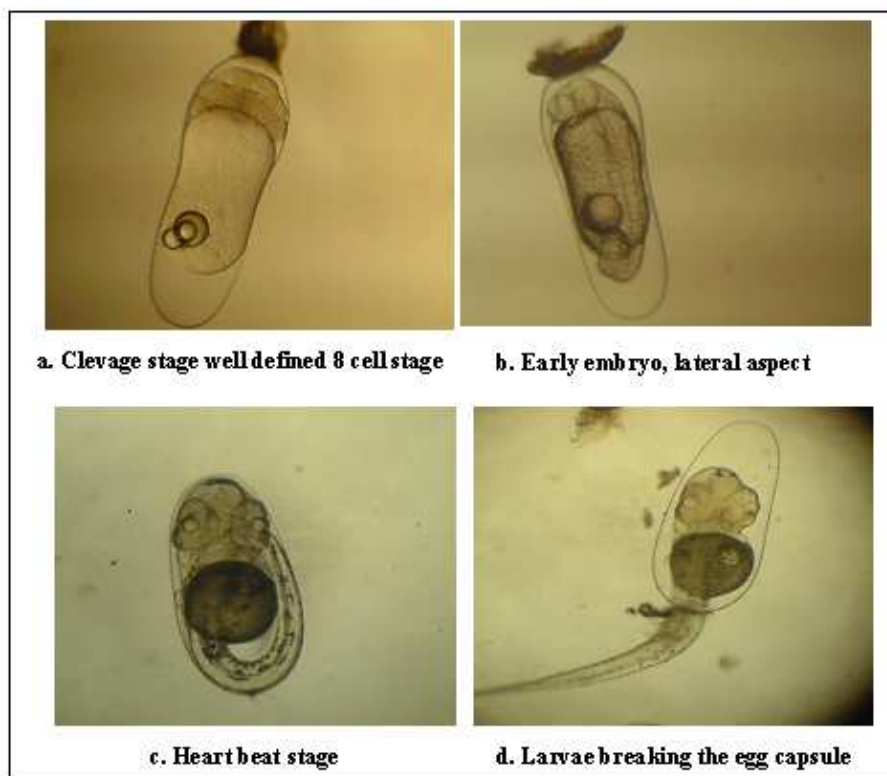 a. Clevage stage well defined 8 cell stage
b. Early embryo, lateral aspect
c. Heart beat stage
d. Larvae breaking the egg capsule